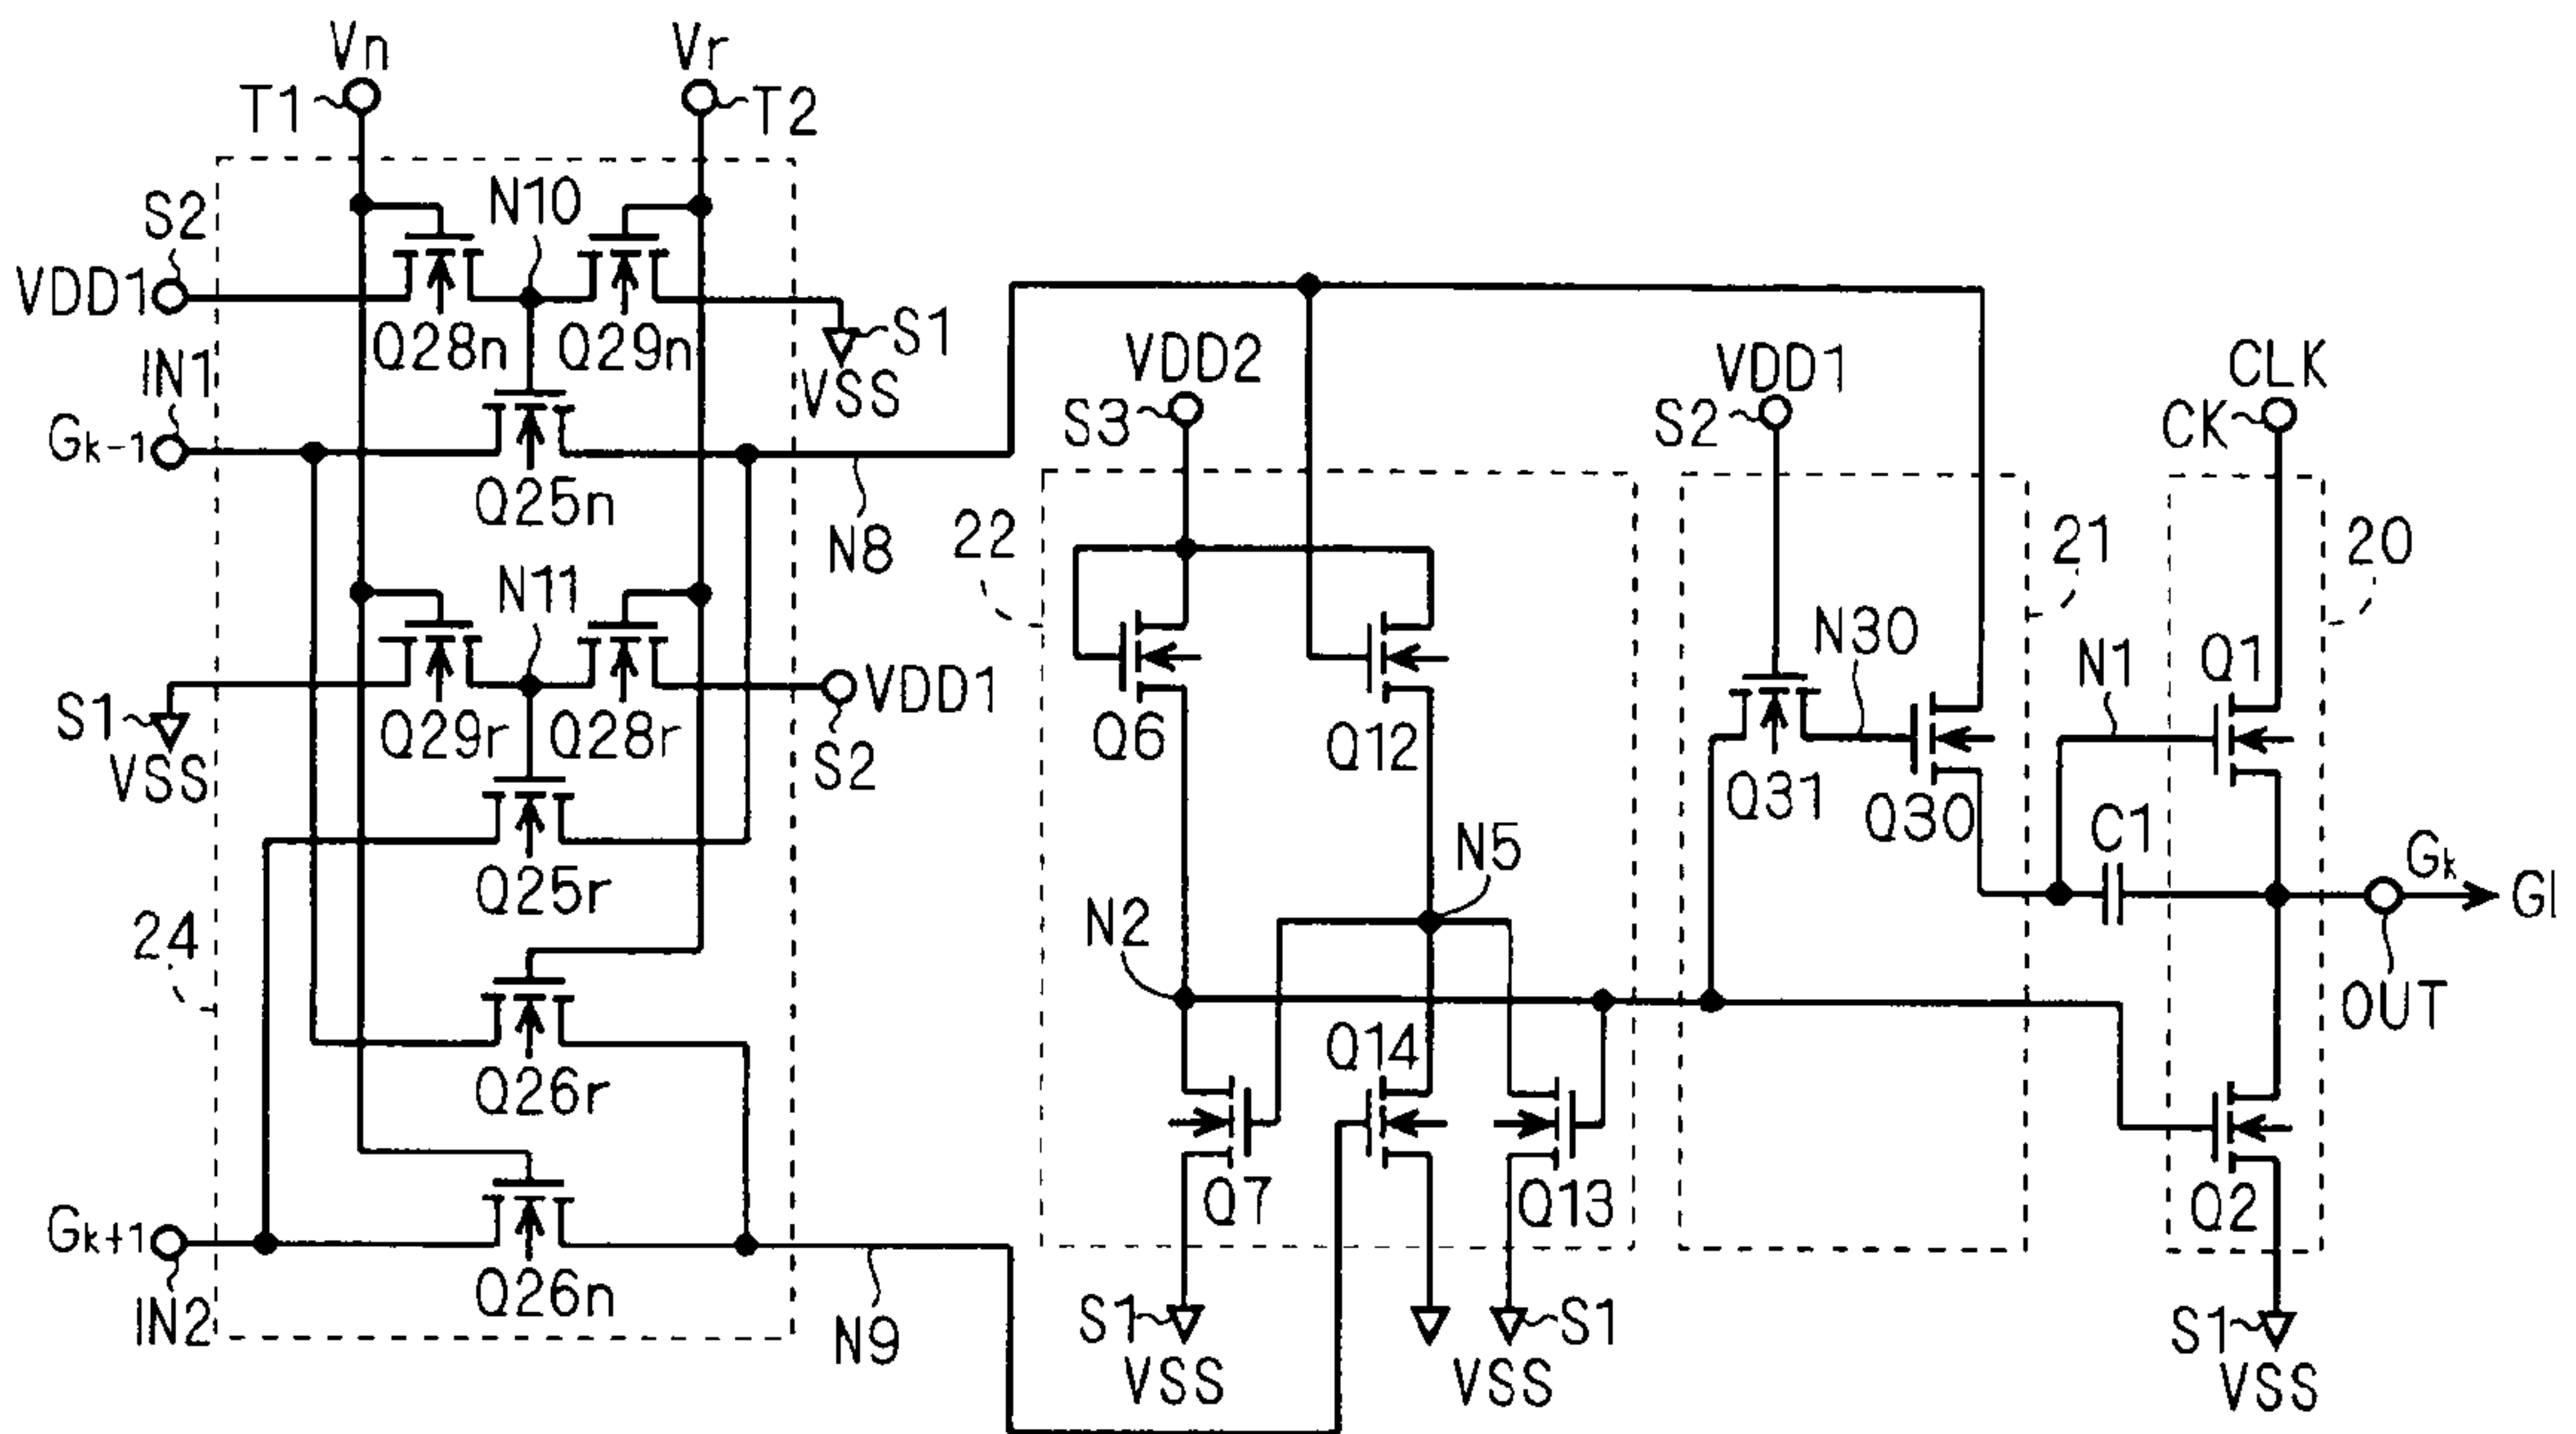 Vn
Vr
T1
T2
S2
N10
VDD1
Q28n
Q29n
S1
VSS
IN1
Gk-1
Q25n
N8
VDD2
S3
VDD1
S2
CLK
CK
22
21
20
N11
S1
VSS
Q29r
Q28r
VDD1
S2
Q6
Q12
N30
N1
Q1
Q31
Q30
C1
Gk
Gl
Q25r
N5
N2
24
OUT
Q26r
Q14
Q7
Q13
Q2
Gk+1
IN2
Q26n
N9
S1
VSS
S1
VSS
S1
VSS